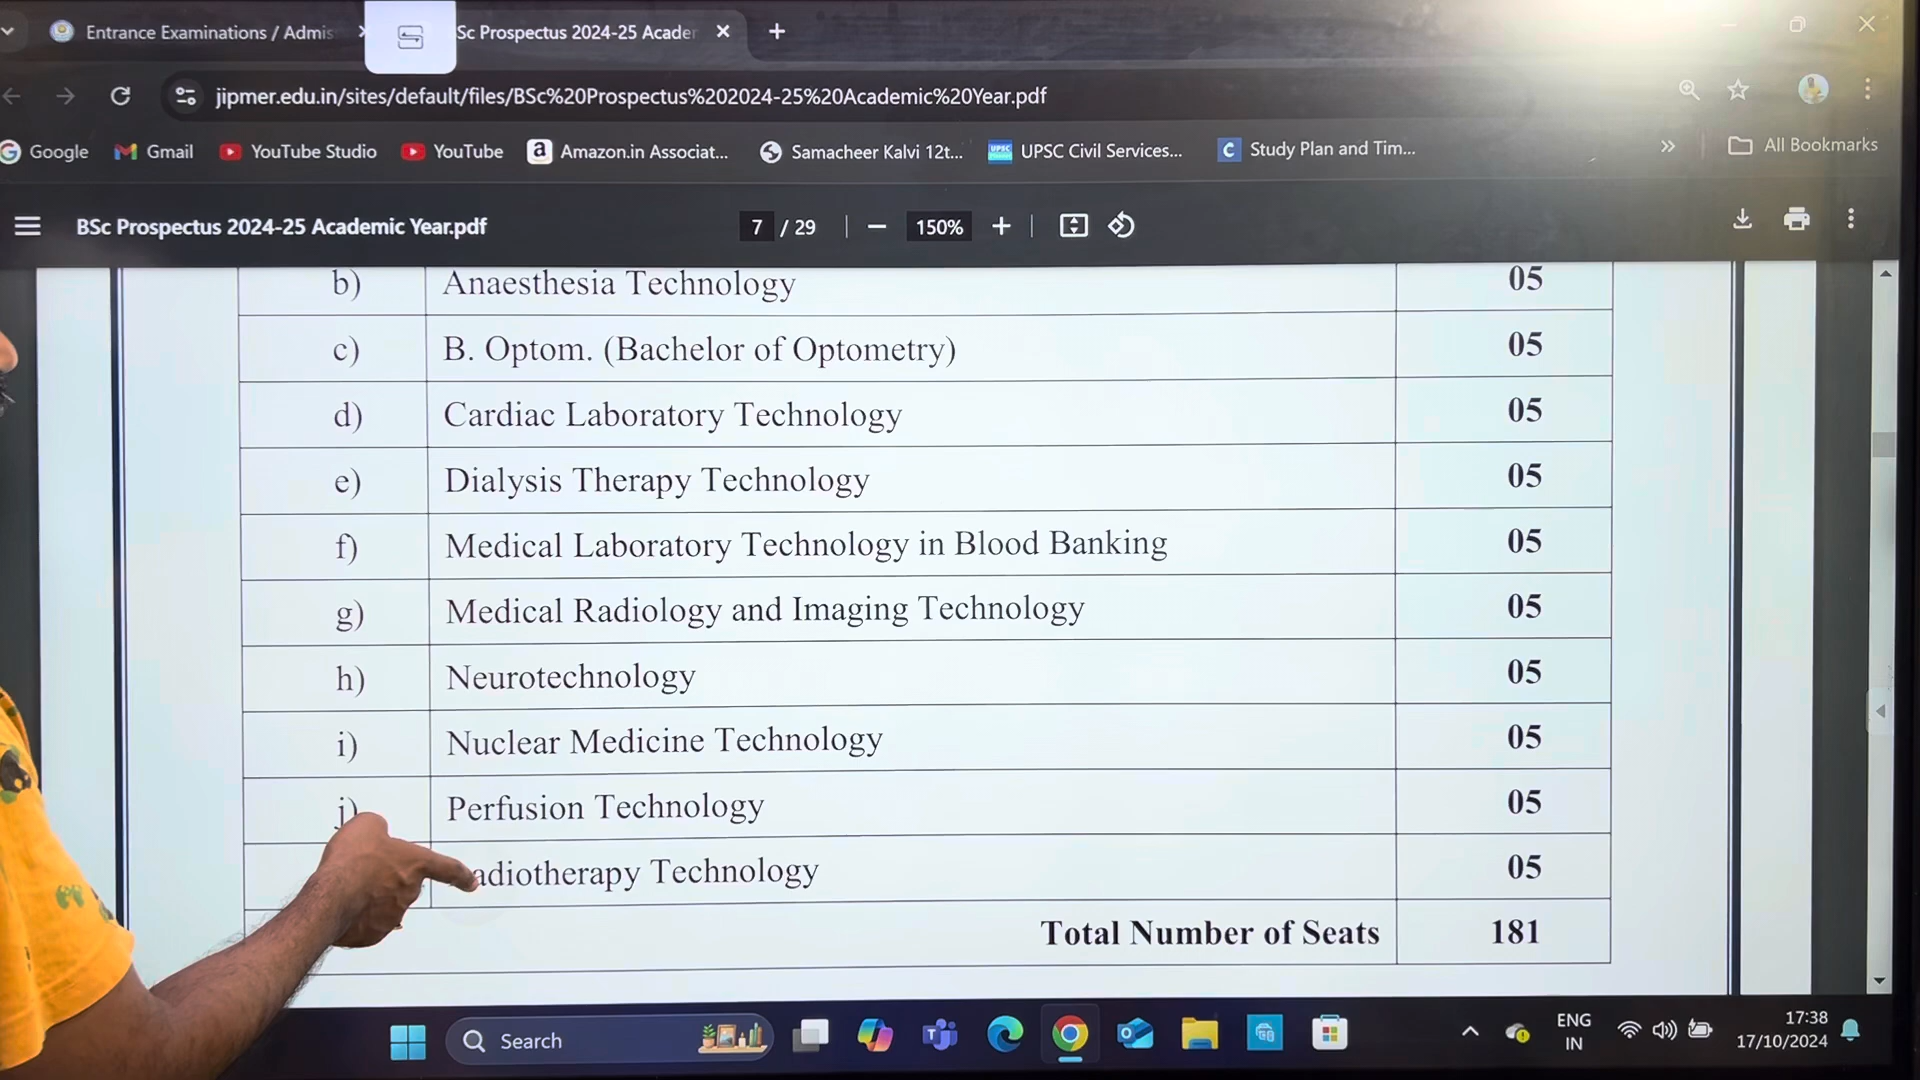 Entrance Examinations / Admis
Sc Prospectus 2024-25 Acader
jipmer.edu.in/sites/default/files/BSc%20Prospectus%202024-25%20Academic%20Year.pdf
Google
Gmail
YouTube Studio
YouTube
Amazon.in Associat...
Samacheer Kalvi 12t...
UPSC Civil Services...
Study Plan and Tim...
All Bookmarks
BSc Prospectus 2024-25 Academic Year.pdf
7 / 29
150%
b) Anaesthesia Technology 05
c) B. Optom. (Bachelor of Optometry) 05
d) Cardiac Laboratory Technology 05
e) Dialysis Therapy Technology 05
f) Medical Laboratory Technology in Blood Banking 05
g) Medical Radiology and Imaging Technology 05
h) Neurotechnology 05
i) Nuclear Medicine Technology 05
j) Perfusion Technology 05
adiotherapy Technology 05
Total Number of Seats 181
Search
ENG
IN
17:38
17/10/2024